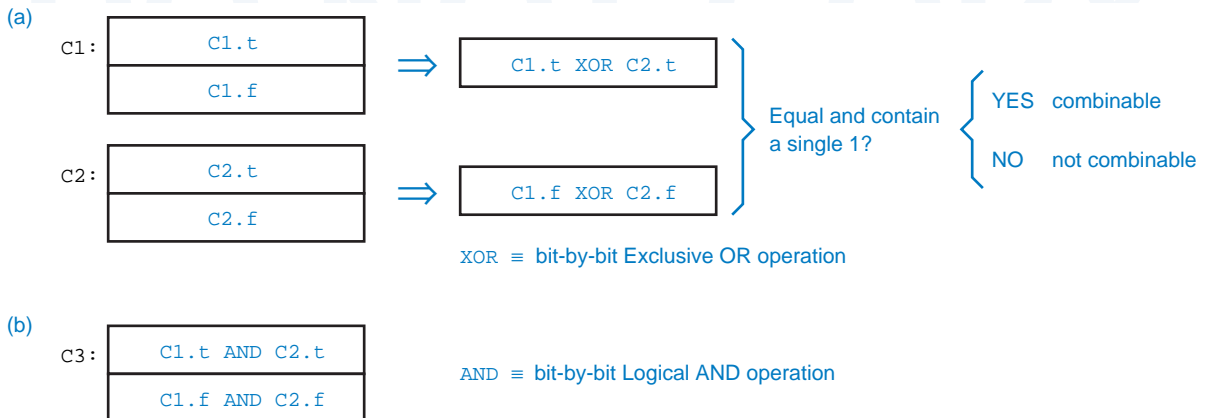 (a)
C1: C1.t
C1.f
C1.t XOR C2.t
C2: C2.t
C2.f
C1.f XOR C2.f
Equal and contain
a single 1?
YES combinable
NO not combinable
XOR ≡ bit-by-bit Exclusive OR operation
(b)
C3: C1.t AND C2.t
C1.f AND C2.f
AND ≡ bit-by-bit Logical AND operation